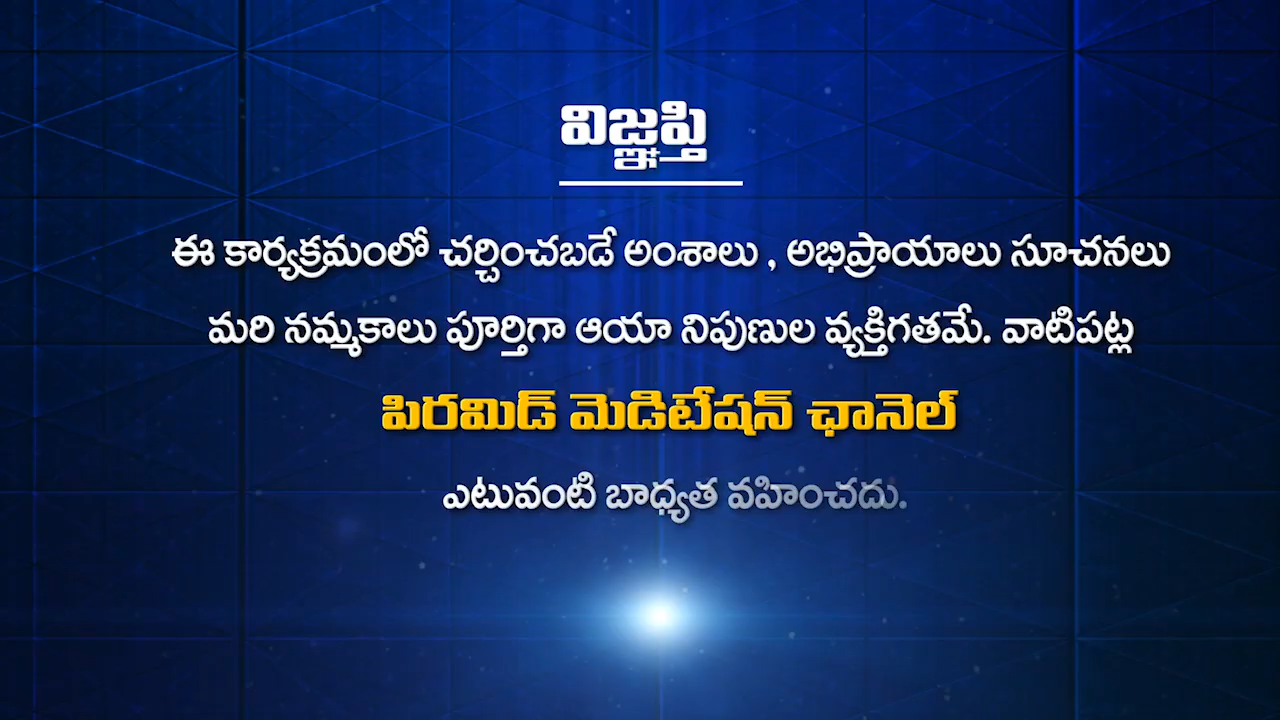 విజ్ఞప్తి
ఈ కార్యక్రమంలో చర్చించబడే అంశాలు , అభిప్రాయాలు సూచనలు
మరి నమ్మకాలు పూర్తిగా ఆయా నిపుణుల వ్యక్తిగతమే. వాటిపట్ల
పిరమిడ్ మెడిటేషన్ ఛానెల్
ఎటువంటి బాధ్యత వహించదు.